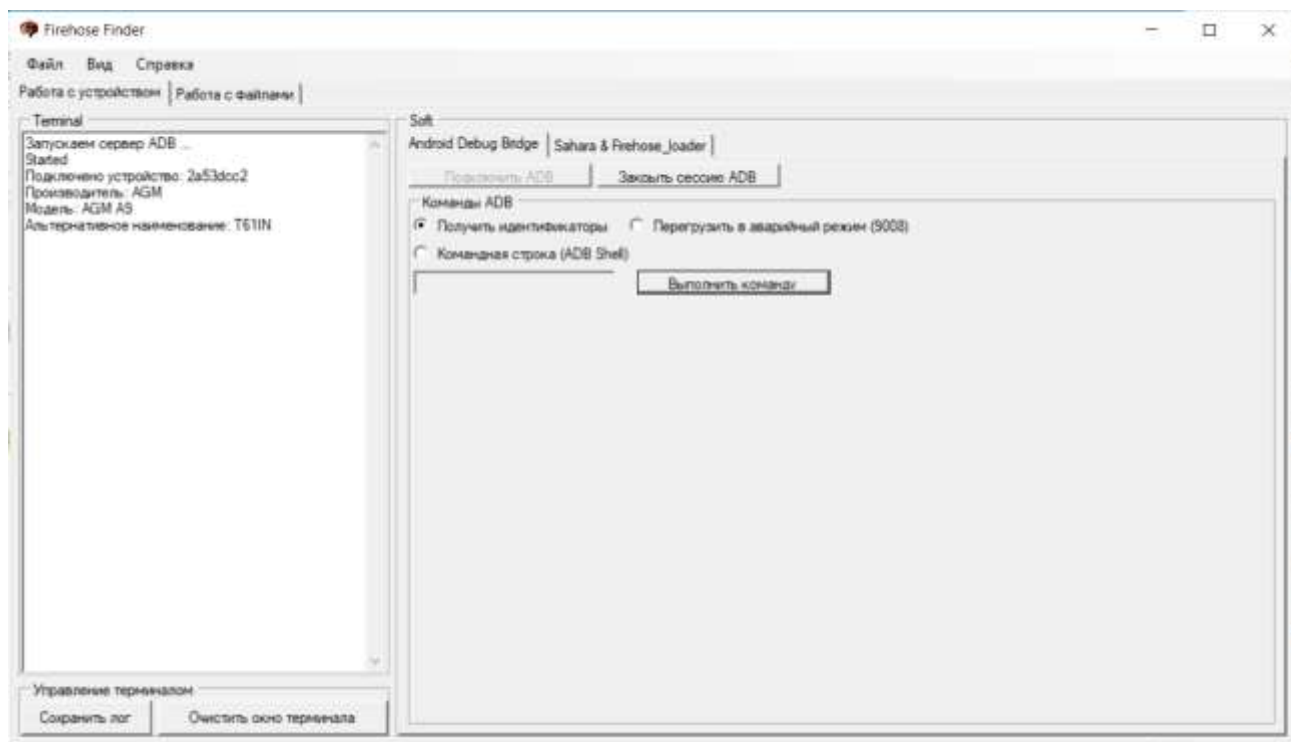 Firehose Finder
Файл Вид Справка
Работа с устройством Работа с файлами
Terminal
Запускаем сервер ADB ...
Started
Подключено устройство: 2a53dcc2
Производитель: AGM
Модель: AGM A9
Альтернативное наименование: T61IN
Управление терминалом
Сохранить лог Очистить окно терминала
Soft
Android Debug Bridge Sahara & Firehose_loader
Подключить ADB Закрыть сессию ADB
Команды ADB
Получить идентификаторы Перегрузить в аварийный режим (9008)
Командная строка (ADB Shell)
Выполнить команду